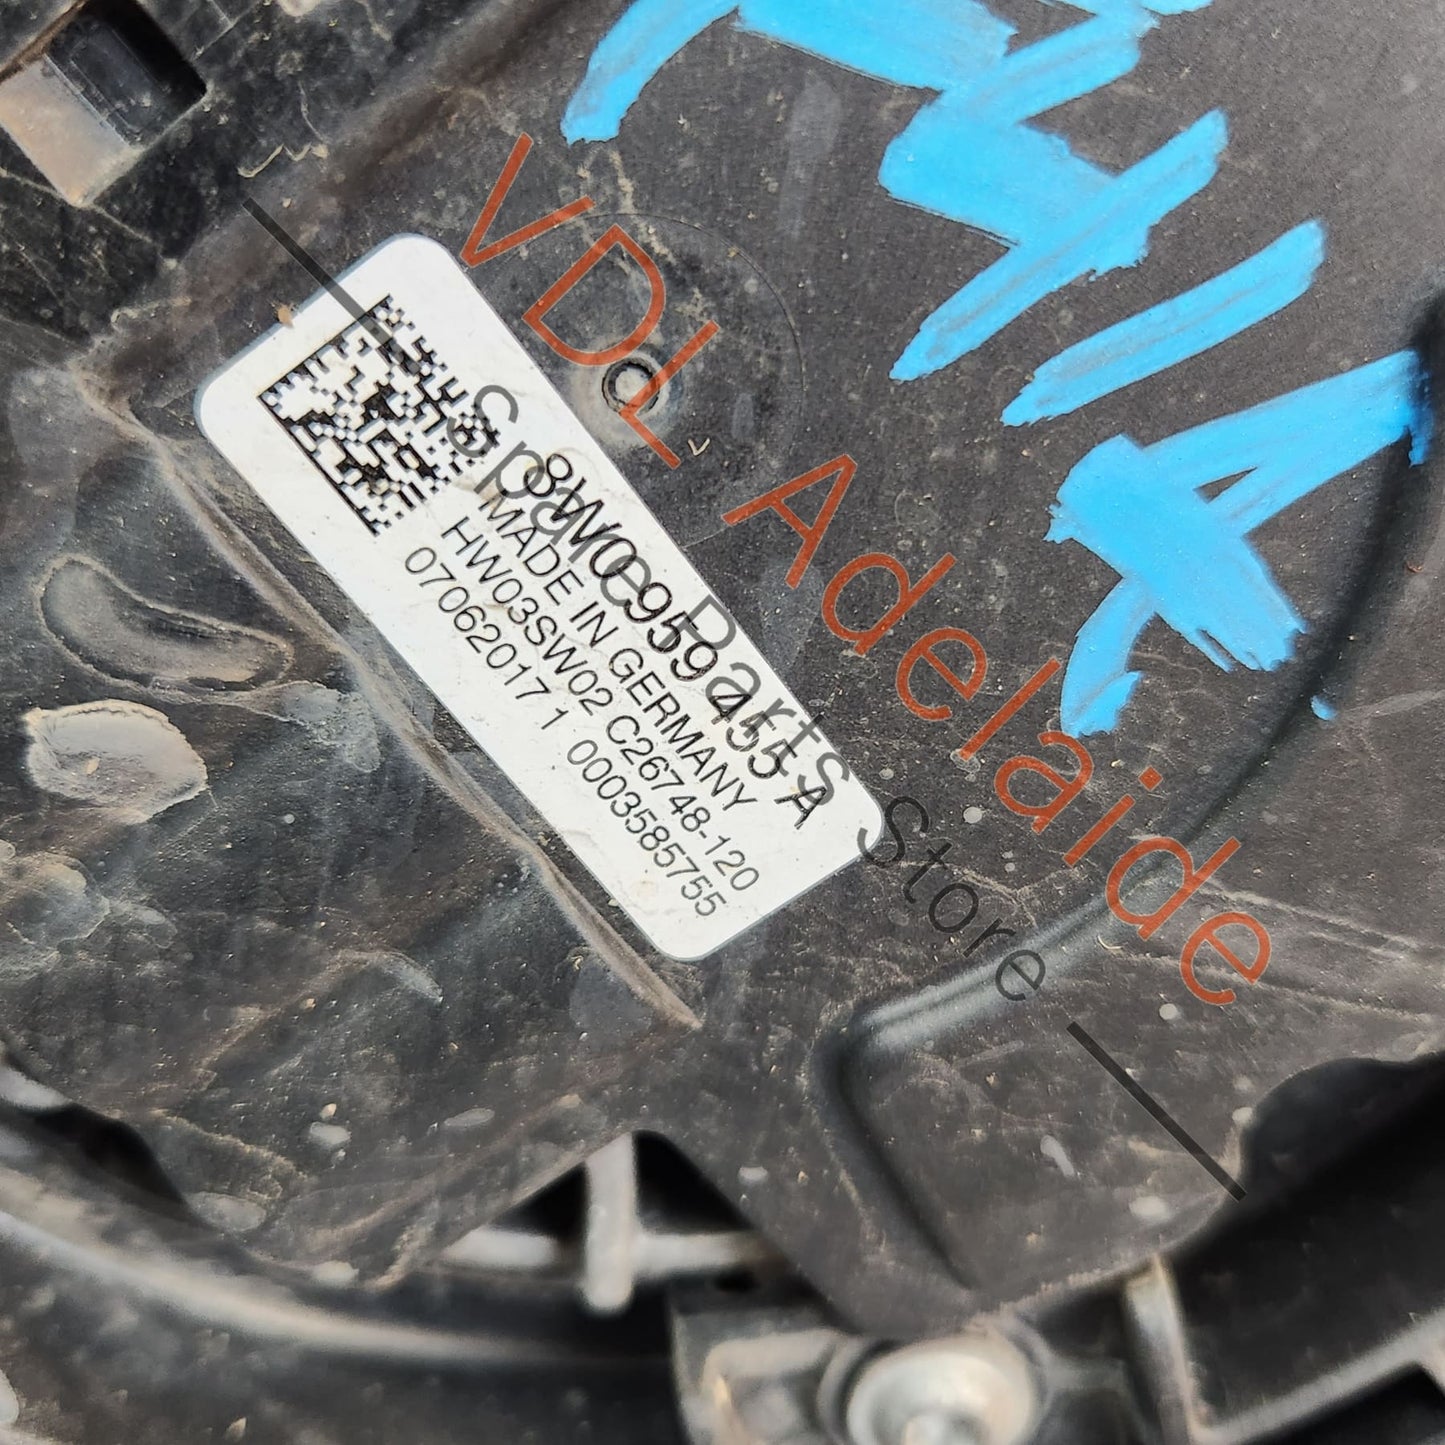 8W0 959 455 A
MADE IN GERMANY
HW03SW02 C26748-120
07062017 1 0003585755
VDL Adelaide
Spare Parts Store